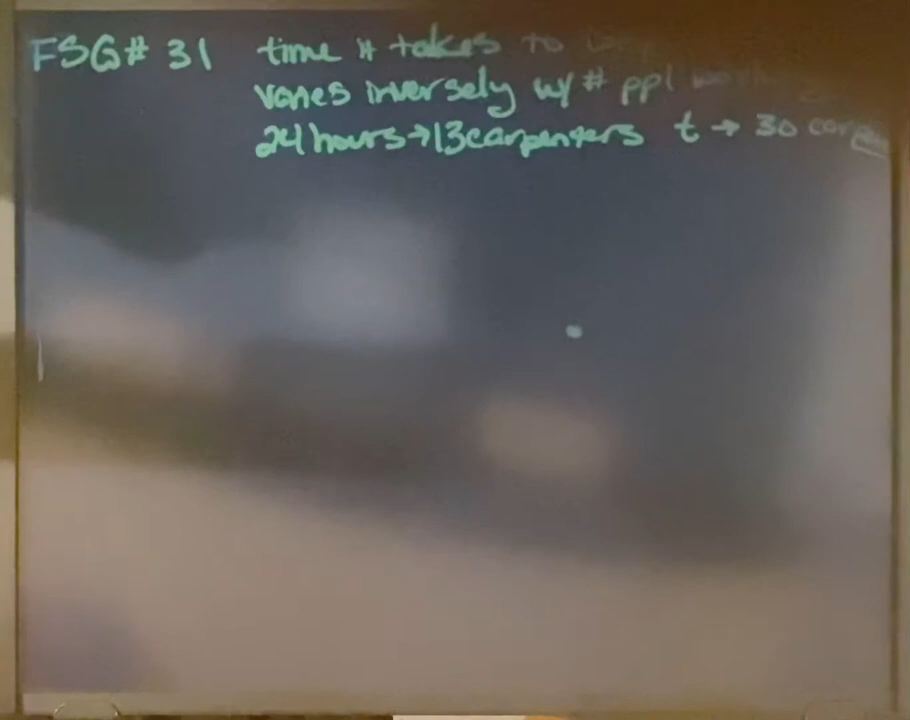 FSG# 31 time it takes to
varies inversely w/ # ppl
24 hours→13 carpenters t → 30